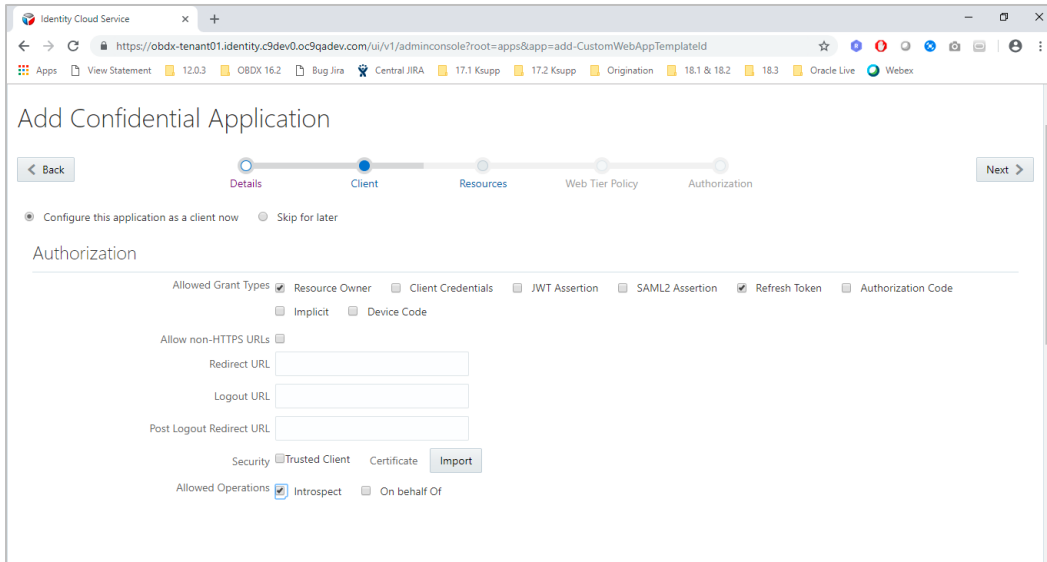 Identity Cloud Service
https://obdx-tenant01.identity.c9dev0.oc9qadev.com/ui/v1/adminconsole?root=apps&app=add-CustomWebAppTemplateId
Apps View Statement 12.0.3 OBDX 16.2 Bug Jira Central JIRA 17.1 Ksupp 17.2 Ksupp Origination 18.1 & 18.2 18.3 Oracle Live Webex
Add Confidential Application
Back Next
Details Client Resources Web Tier Policy Authorization
Configure this application as a client now Skip for later
Authorization
Allowed Grant Types Resource Owner Client Credentials JWT Assertion SAML2 Assertion Refresh Token Authorization Code
Implicit Device Code
Allow non-HTTPS URLs
Redirect URL
Logout URL
Post Logout Redirect URL
Security Trusted Client Certificate Import
Allowed Operations Introspect On behalf Of